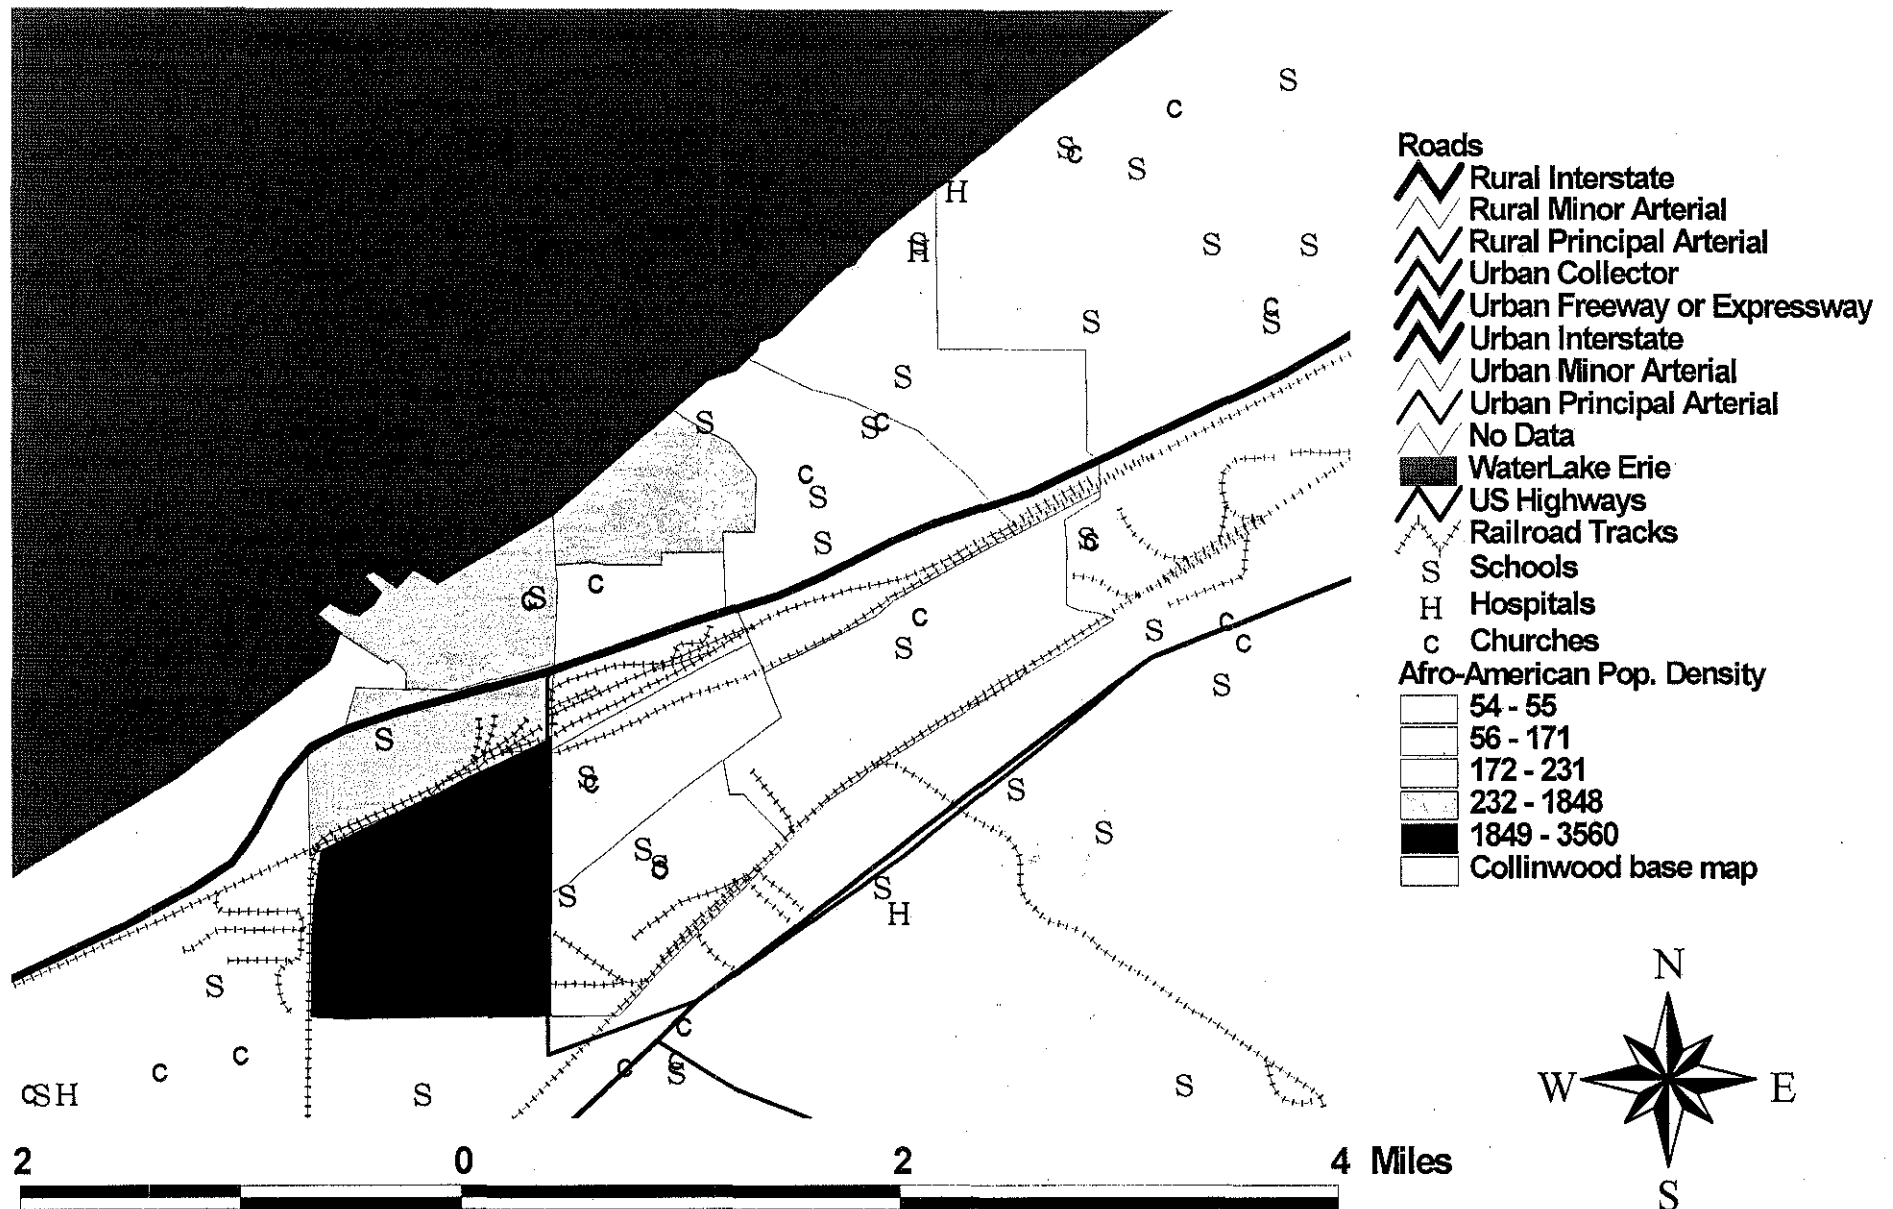 S
C
S
C
S
H
S
H
S
S
S
C
S
S
S
C
S
C
S
S
S
C
C
S
S
C
C
S
S
C
S
C
C
S
S
S
S
C
S
S
S
S
C
S
S
H
S
C
C
C
C
S
C
S
H
S
S
Roads
Rural Interstate
Rural Minor Arterial
Rural Principal Arterial
Urban Collector
Urban Freeway or Expressway
Urban Interstate
Urban Minor Arterial
Urban Principal Arterial
No Data
WaterLake Erie
US Highways
Railroad Tracks
S Schools
H Hospitals
C Churches
Afro-American Pop. Density
54 - 55
56 - 171
172 - 231
232 - 1848
1849 - 3560
Collinwood base map
N
W E
S
2 0 2 4 Miles